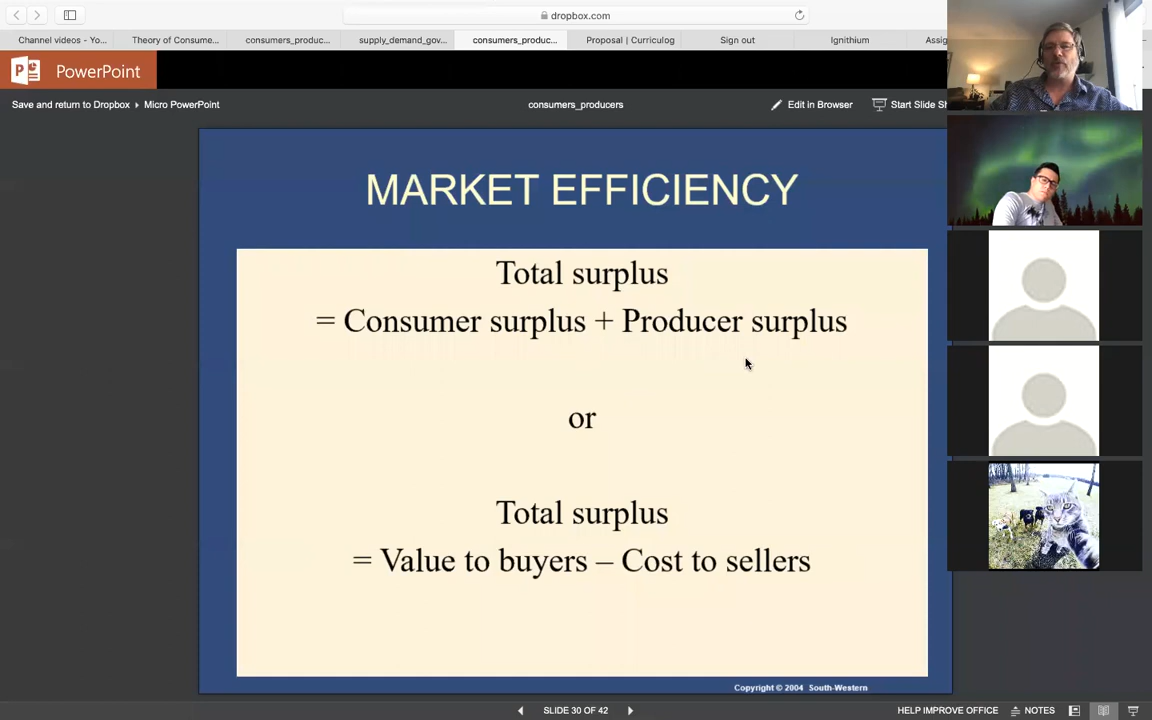 dropbox.com
Channel videos - Yo...
Theory of Consume...
consumers_produc...
supply_demand_gov...
consumers_produc...
Proposal | Curriculog
Sign out
Ignithium
Assig
PowerPoint
Save and return to Dropbox
Micro PowerPoint
consumers_producers
Edit in Browser
Start Slide Sh
MARKET EFFICIENCY
Total surplus
= Consumer surplus + Producer surplus
or
Total surplus
= Value to buyers – Cost to sellers
Copyright © 2004 South-Western
SLIDE 30 OF 42
HELP IMPROVE OFFICE
NOTES